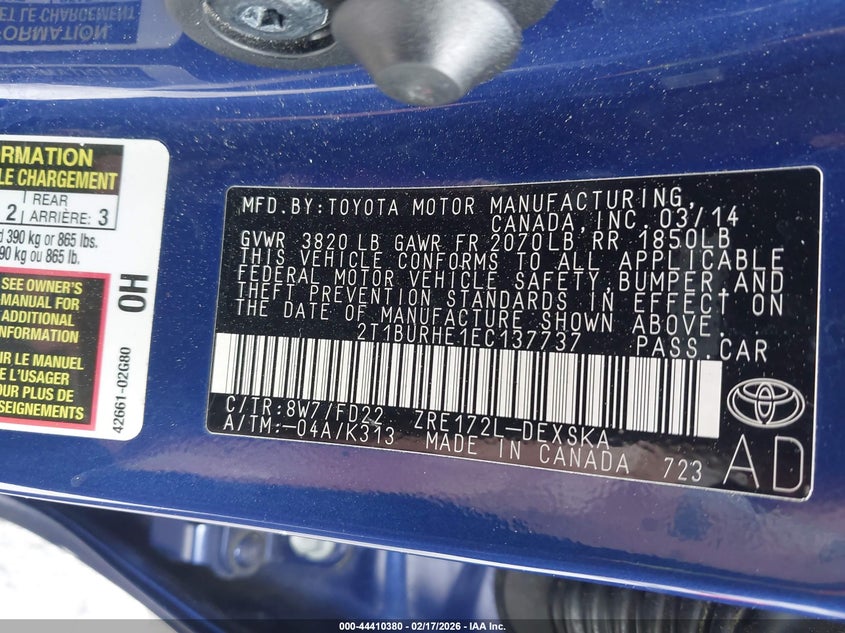 FORMATION
ET LE CHARGEMENT
ORMATION
LE CHARGEMENT
2 REAR ARRIÈRE: 3
390 kg or 865 lbs.
90 kg ou 865 lb.
SEE OWNER'S
MANUAL FOR
ADDITIONAL
INFORMATION
IR LE MANUEL
L'USAGER
PLUS DE
SEIGNEMENTS
OH
42661-02G80
MFD.BY:TOYOTA MOTOR MANUFACTURING,
CANADA,INC. 03/14
GVWR 3820 LB GAWR FR 2070LB, RR 1850LB
THIS VEHICLE CONFORMS TO ALL APPLICABLE
FEDERAL MOTOR VEHICLE SAFETY,BUMPER,AND
THEFT PREVENTION STANDARDS IN EFFECT ON
THE DATE OF MANUFACTURE SHOWN ABOVE.
2T1BURHE1EC137737 PASS.CAR
C/TR:8W7/FD22 ZRE172L-DEXSKA
A/TM:-04A/K313 MADE IN CANADA 723
AD
000-44410380 - 02/17/2026 - IAA Inc.